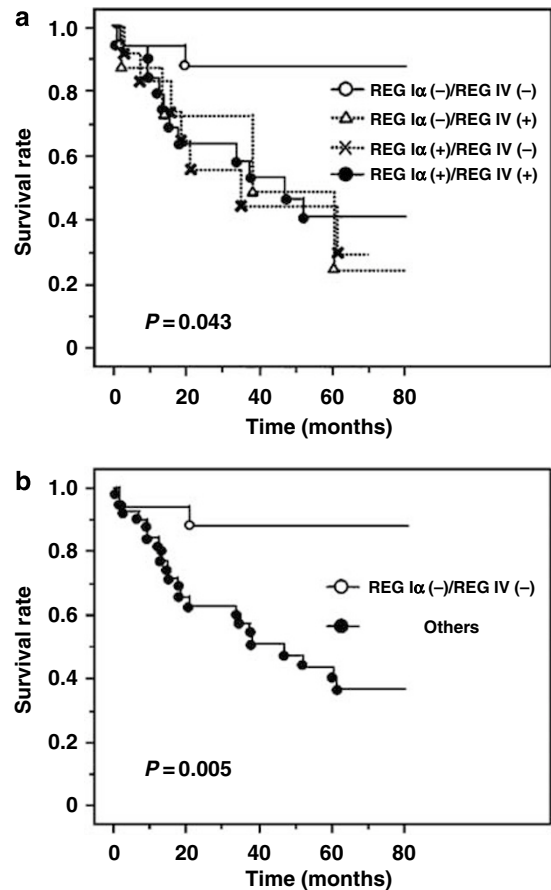 a
1.0
0.8
0.6
0.4
0.2
0
Survival rate
REG Iα (–)/REG IV (–)
REG Iα (–)/REG IV (+)
REG Iα (+)/REG IV (–)
REG Iα (+)/REG IV (+)
P = 0.043
0 20 40 60 80
Time (months)
b
1.0
0.8
0.6
0.4
0.2
0
Survival rate
REG Iα (–)/REG IV (–)
Others
P = 0.005
0 20 40 60 80
Time (months)